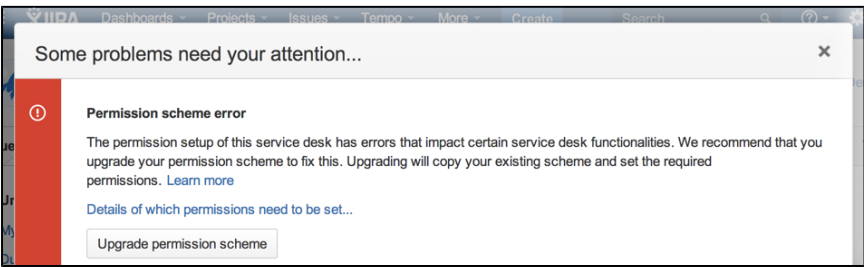 JIRA Dashboards Projects Issues Tempo More Create Search
Some problems need your attention... ×
Permission scheme error
The permission setup of this service desk has errors that impact certain service desk functionalities. We recommend that you
upgrade your permission scheme to fix this. Upgrading will copy your existing scheme and set the required
permissions. Learn more
Details of which permissions need to be set...
Upgrade permission scheme